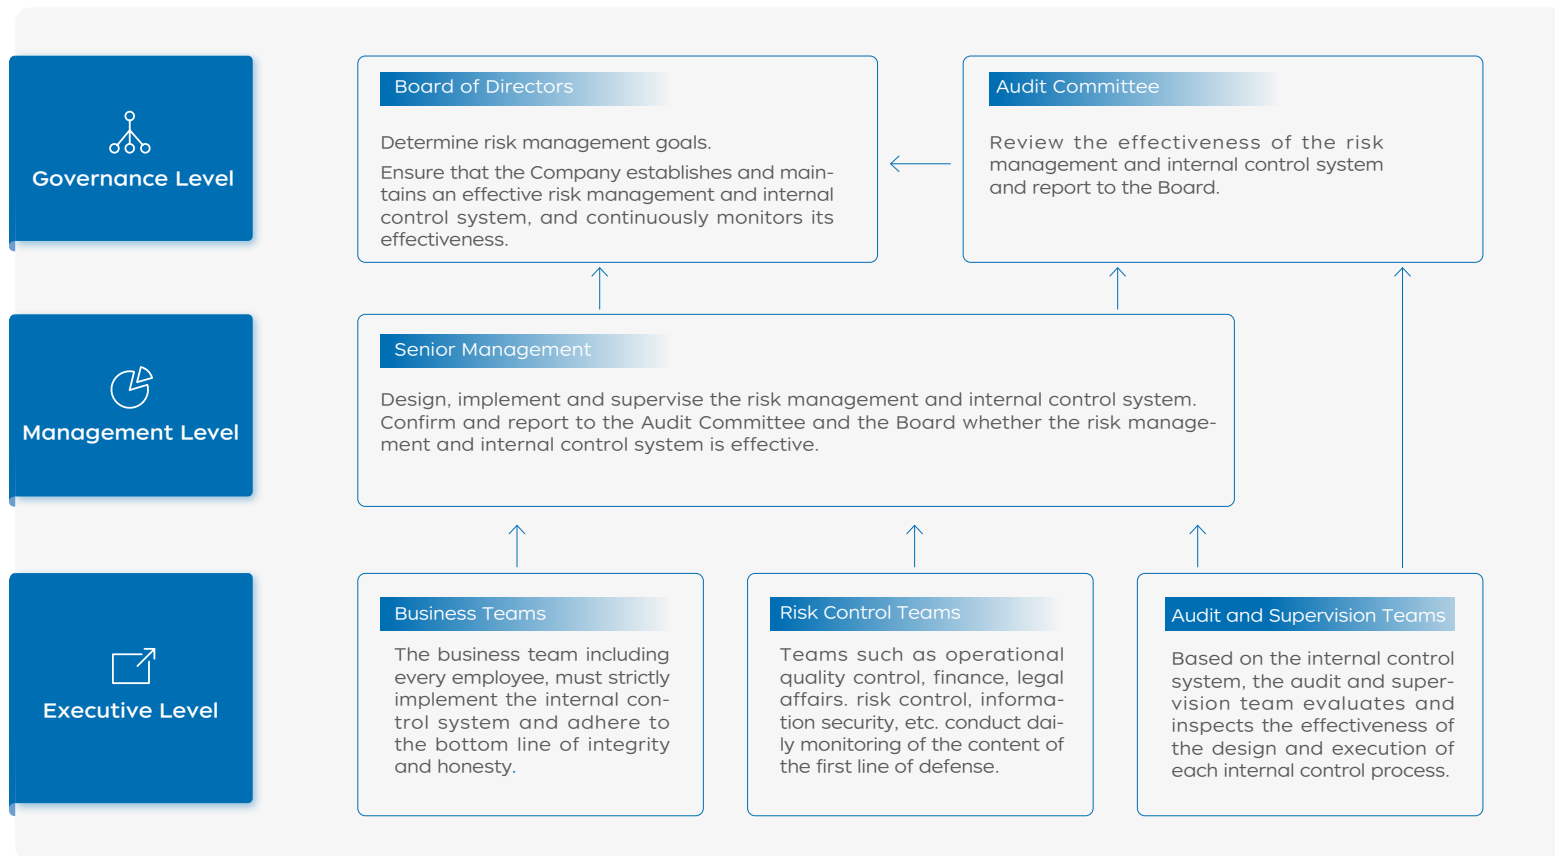 Governance Level
Board of Directors
Determine risk management goals.
Ensure that the Company establishes and main-
tains an effective risk management and internal
control system, and continuously monitors its
effectiveness.
Audit Committee
Review the effectiveness of the risk
management and internal control system
and report to the Board.
Management Level
Senior Management
Design, implement and supervise the risk management and internal control system.
Confirm and report to the Audit Committee and the Board whether the risk manage-
ment and internal control system is effective.
Executive Level
Business Teams
The business team including
every employee, must strictly
implement the internal con-
trol system and adhere to
the bottom line of integrity
and honesty.
Risk Control Teams
Teams such as operational
quality control, finance, legal
affairs. risk control, informa-
tion security, etc. conduct dai-
ly monitoring of the content of
the first line of defense.
Audit and Supervision Teams
Based on the internal control
system, the audit and super-
vision team evaluates and
inspects the effectiveness of
the design and execution of
each internal control process.